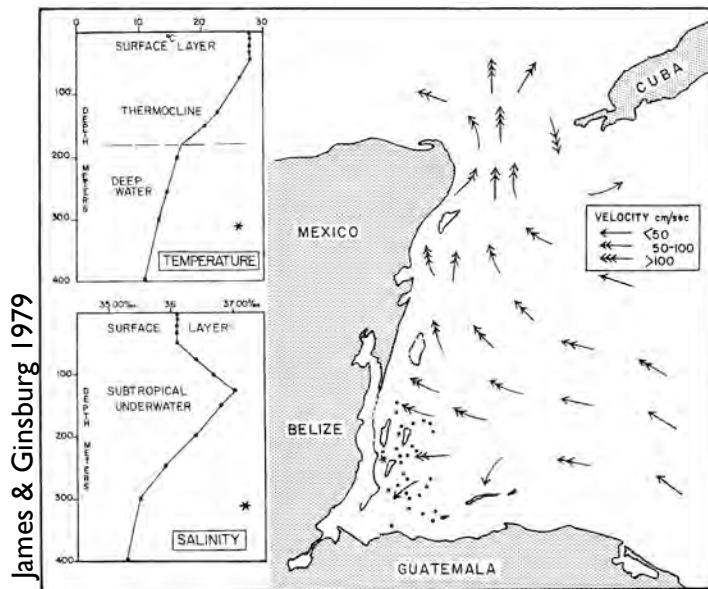 James & Ginsburg 1979
0 10 20 30
°C
SURFACE LAYER
THERMOCLINE
DEEP-
WATER
100
200
300
400
DEPTH METERS
*
TEMPERATURE
35.00‰ 36 37.00‰
SURFACE LAYER
SUBTROPICAL
UNDERWATER
100
200
300
400
DEPTH METERS
*
SALINITY
CUBA
MEXICO
BELIZE
GUATEMALA
VELOCITY cm/sec
<50
50-100
>100